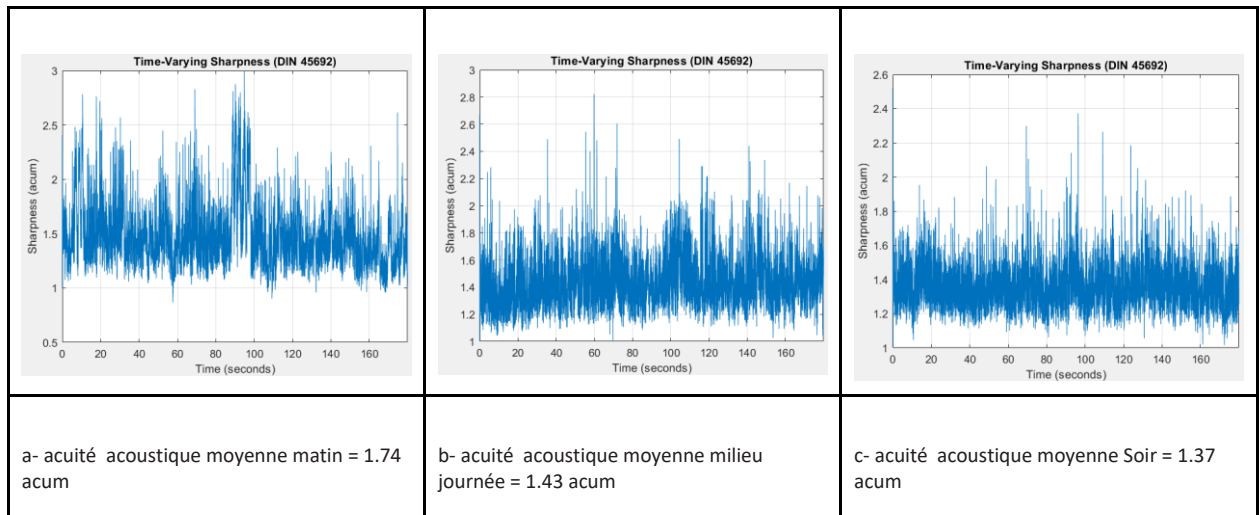 Time-Varying Sharpness (DIN 45692)
3
2.5
2
1.5
1
0.5
Sharpness (acum)
0 20 40 60 80 100 120 140 160
Time (seconds)
Time-Varying Sharpness (DIN 45692)
3
2.8
2.6
2.4
2.2
2
1.8
1.6
1.4
1.2
1
Sharpness (acum)
0 20 40 60 80 100 120 140 160
Time (seconds)
Time-Varying Sharpness (DIN 45692)
2.6
2.4
2.2
2
1.8
1.6
1.4
1.2
1
Sharpness (acum)
0 20 40 60 80 100 120 140 160
Time (seconds)
a- acuité acoustique moyenne matin = 1.74
acum
b- acuité acoustique moyenne milieu
journée = 1.43 acum
c- acuité acoustique moyenne Soir = 1.37
acum